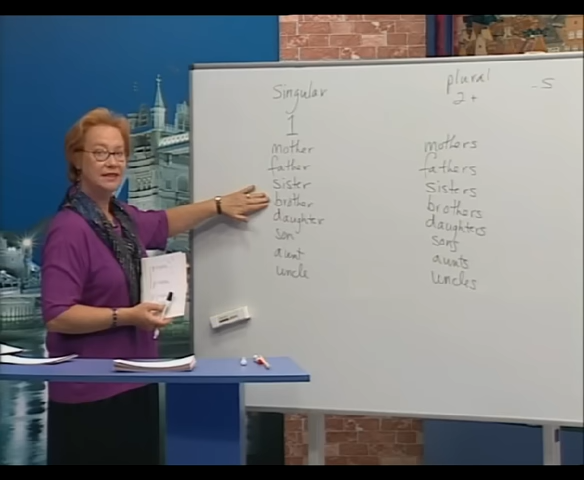 Singular plural -S
1 2+
mother mothers
father fathers
sister sisters
brother brothers
daughter daughters
son sons
aunt aunts
uncle uncles